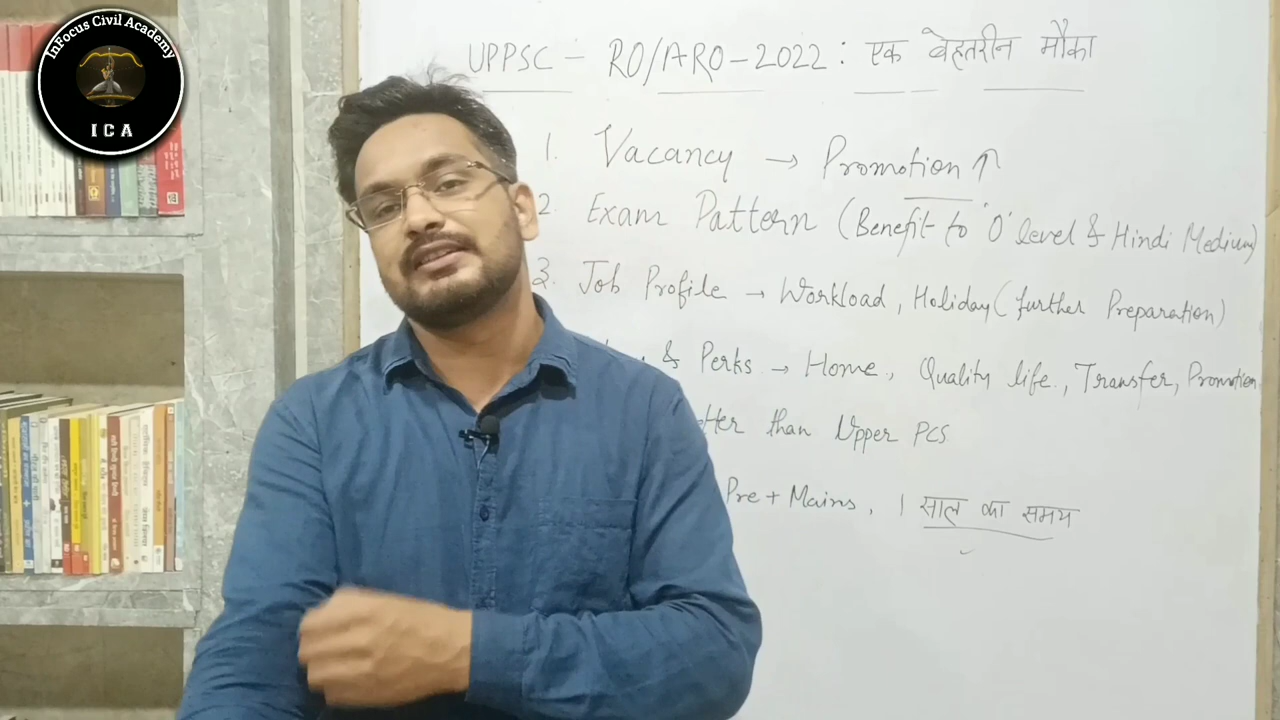 InFocus Civil Academy
ICA
UPPSC - RO/ARO-2022: एक बेहतरीन मौका
1. Vacancy → Promotion ↑
2 Exam Pattern (Benefit to 'O' level & Hindi Medium)
3. Job Profile → Workload, Holiday (further Preparation)
& Perks → Home, Quality life, Transfer, Promotion
than Upper PCS
Pre + Mains, 1 साल का समय